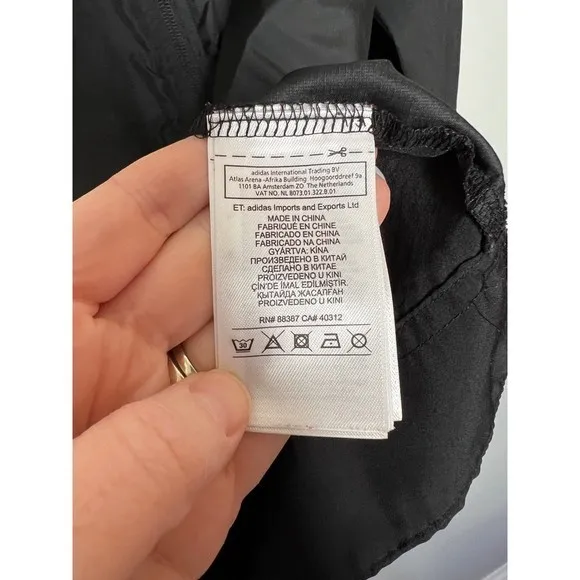 adidas International Trading BV
Atlas Arena -Afrika Building Hoogoorddreef 9a
1101 BA Amsterdam ZO The Netherlands
VAT NO. NL 8073.01.322.B.01
ET: adidas Imports and Exports Ltd
MADE IN CHINA
FABRIQUÉ EN CHINE
FABRICADO EN CHINA
FABRICADO NA CHINA
GYÁRTVA: KÍNA
ПРОИЗВЕДЕНО В КИТАЙ
СДЕЛАНО В КИТАЕ
PROIZVEDENO U KINI
ÇİN'DE İMAL EDİLMİŞTİR.
ҚЫТАЙДА ЖАСАЛҒАН
PROIZVEDENO U KINI
RN# 88387 CA# 40312
30